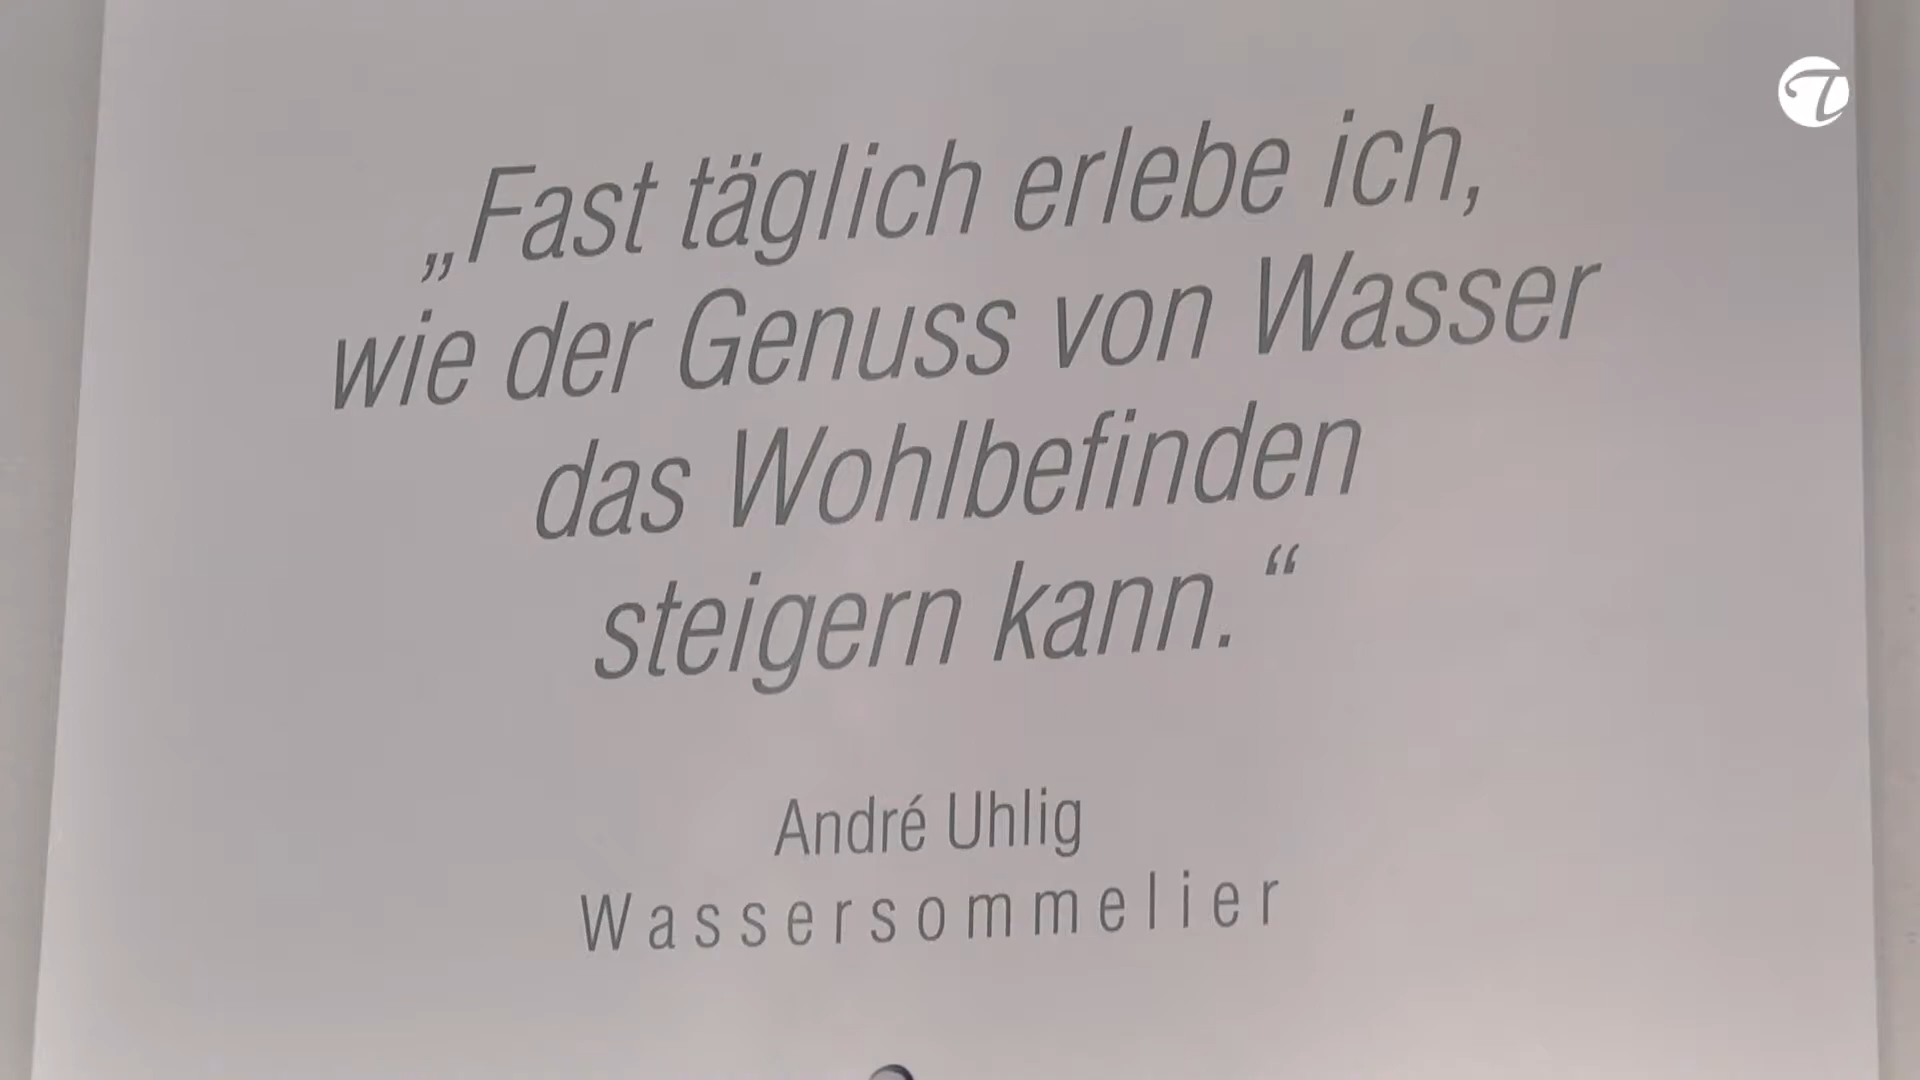 „Fast täglich erlebe ich,
wie der Genuss von Wasser
das Wohlbefinden
steigern kann.“
André Uhlig
Wassersommelier